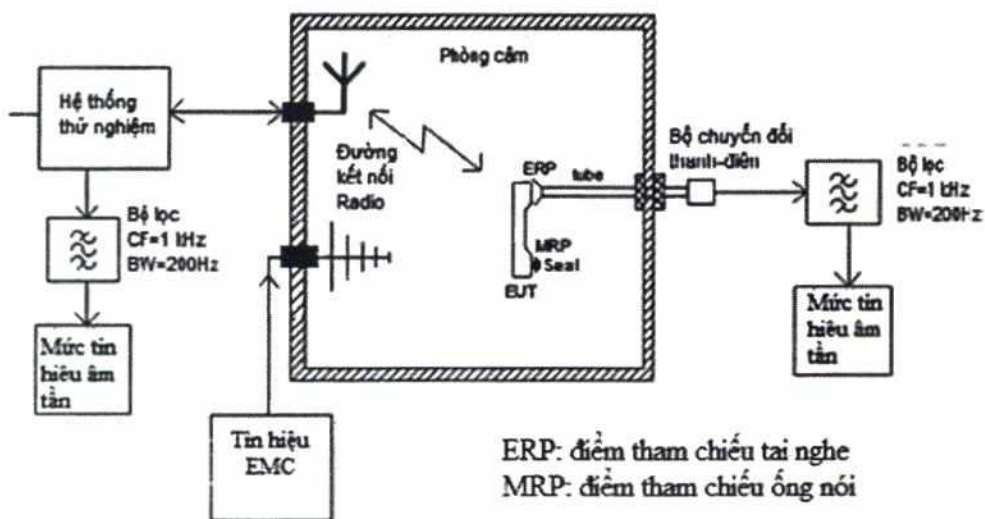 Phòng câm
Hệ thống
thử nghiệm
Đường
kết nối
Radio
Bộ lọc
CF=1 kHz
BW=200Hz
Mức tin
hiệu âm
tần
Tín hiệu
EMC
ERP
tube
MRP
Seal
EUT
Bộ chuyển đổi
thanh-điện
Bộ lọc
CF=1 kHz
BW=200Hz
Mức tin
hiệu âm
tần
ERP: điểm tham chiếu tai nghe
MRP: điểm tham chiếu ống nói